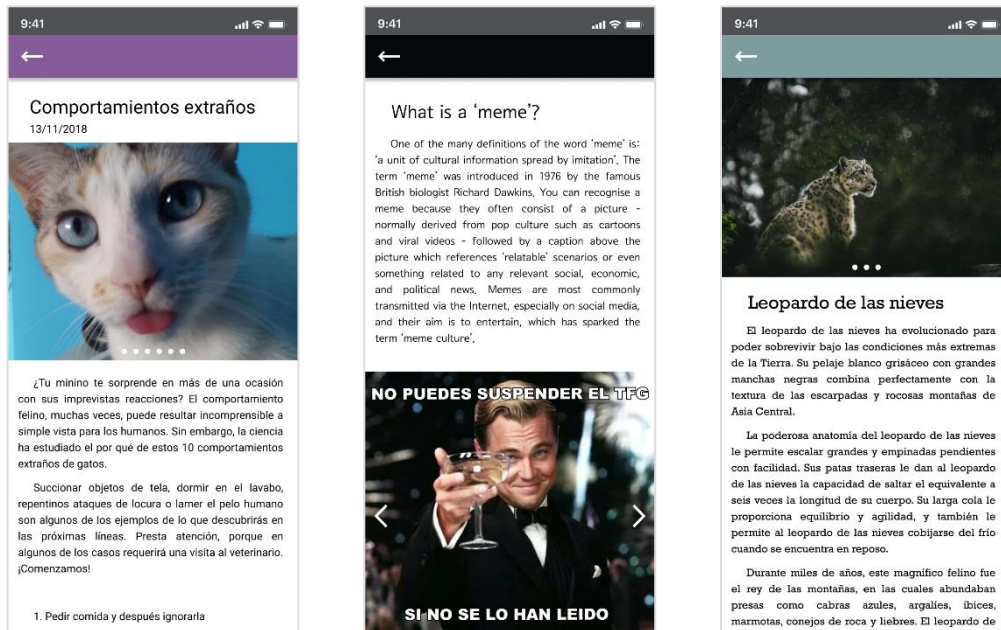 9:41
Comportamientos extraños
13/11/2018
¿Tu minino te sorprende en más de una ocasión
con sus imprevistas reacciones? El comportamiento
felino, muchas veces, puede resultar incomprensible a
simple vista para los humanos. Sin embargo, la ciencia
ha estudiado el por qué de estos 10 comportamientos
extraños de gatos.
Succionar objetos de tela, dormir en el lavabo,
repentinos ataques de locura o lamer el pelo humano
son algunos de los ejemplos de lo que descubrirás en
las próximas líneas. Presta atención, porque en
algunos de los casos requerirá una visita al veterinario.
¡Comenzamos!
1. Pedir comida y después ignorarla
9:41
What is a 'meme'?
One of the many definitions of the word 'meme' is:
'a unit of cultural information spread by imitation'. The
term 'meme' was introduced in 1976 by the famous
British biologist Richard Dawkins. You can recognise a
meme because they often consist of a picture -
normally derived from pop culture such as cartoons
and viral videos - followed by a caption above the
picture which references 'relatable' scenarios or even
something related to any relevant social, economic,
and political news. Memes are most commonly
transmitted via the Internet, especially on social media,
and their aim is to entertain, which has sparked the
term 'meme culture'.
NO PUEDES SUSPENDER EL TFG
SI NO SE LO HAN LEIDO
9:41
Leopardo de las nieves
El leopardo de las nieves ha evolucionado para
poder sobrevivir bajo las condiciones más extremas
de la Tierra. Su pelaje blanco grisáceo con grandes
manchas negras combina perfectamente con la
textura de las escarpadas y rocosas montañas de
Asia Central.
La poderosa anatomía del leopardo de las nieves
le permite escalar grandes y empinadas pendientes
con facilidad. Sus patas traseras le dan al leopardo
de las nieves la capacidad de saltar el equivalente a
seis veces la longitud de su cuerpo. Su larga cola le
proporciona equilibrio y agilidad, y también le
permite al leopardo de las nieves cobijarse del frío
cuando se encuentra en reposo.
Durante miles de años, este magnífico felino fue
el rey de las montañas, en las cuales abundaban
presas como cabras azules, argalíes, íbices,
marmotas, conejos de roca y liebres. El leopardo de